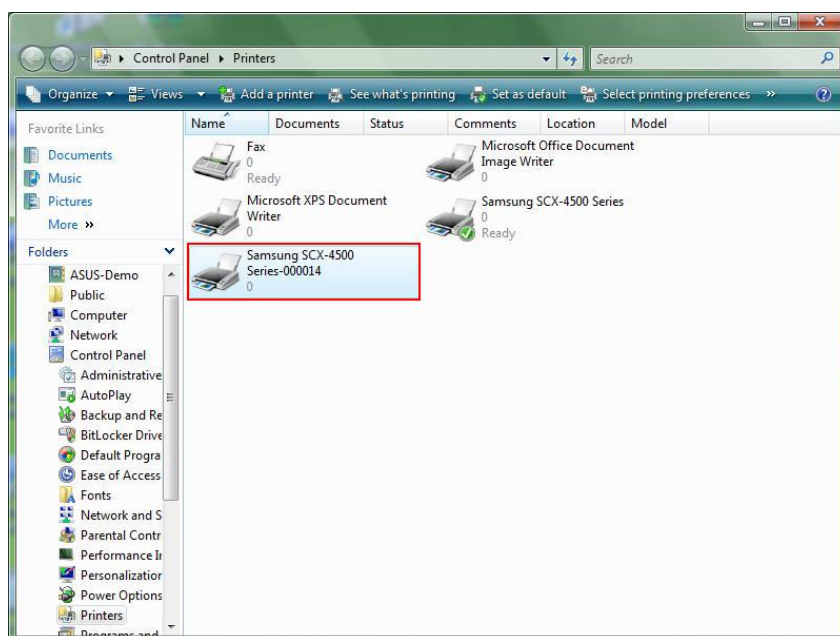 Control Panel Printers
Search
Organize Views Add a printer See what's printing Set as default Select printing preferences »
Favorite Links
Documents
Music
Pictures
More »
Folders
ASUS-Demo
Public
Computer
Network
Control Panel
Administrative
AutoPlay
Backup and Re
BitLocker Drive
Default Progra
Ease of Access
Fonts
Network and S
Parental Contr
Performance Ir
Personalization
Power Options
Printers
Programs and
Name Documents Status Comments Location Model
Fax
0
Ready
Microsoft Office Document
Image Writer
0
Microsoft XPS Document
Writer
0
Samsung SCX-4500 Series
0
Ready
Samsung SCX-4500
Series-000014
0